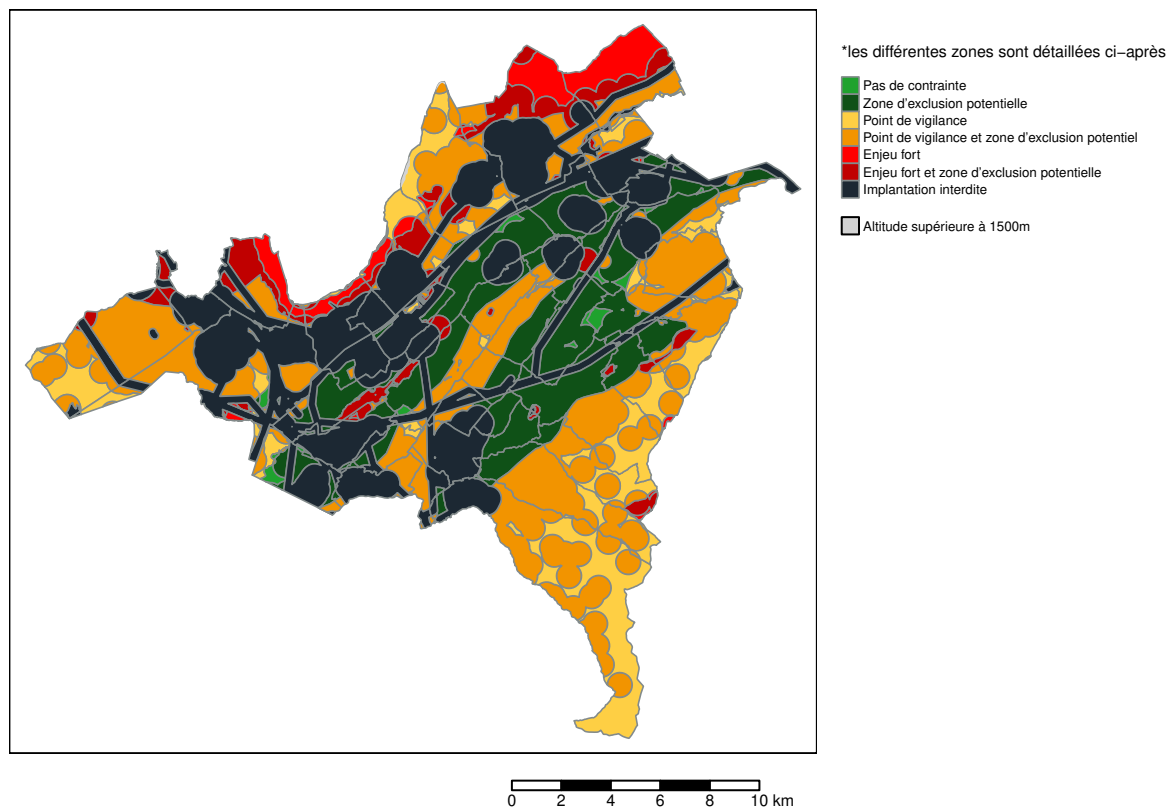 *les différentes zones sont détaillées ci−après
Pas de contrainte
Zone d'exclusion potentielle
Point de vigilance
Point de vigilance et zone d'exclusion potentiel
Enjeu fort
Enjeu fort et zone d'exclusion potentielle
Implantation interdite
Altitude supérieure à 1500m
0 2 4 6 8 10 km